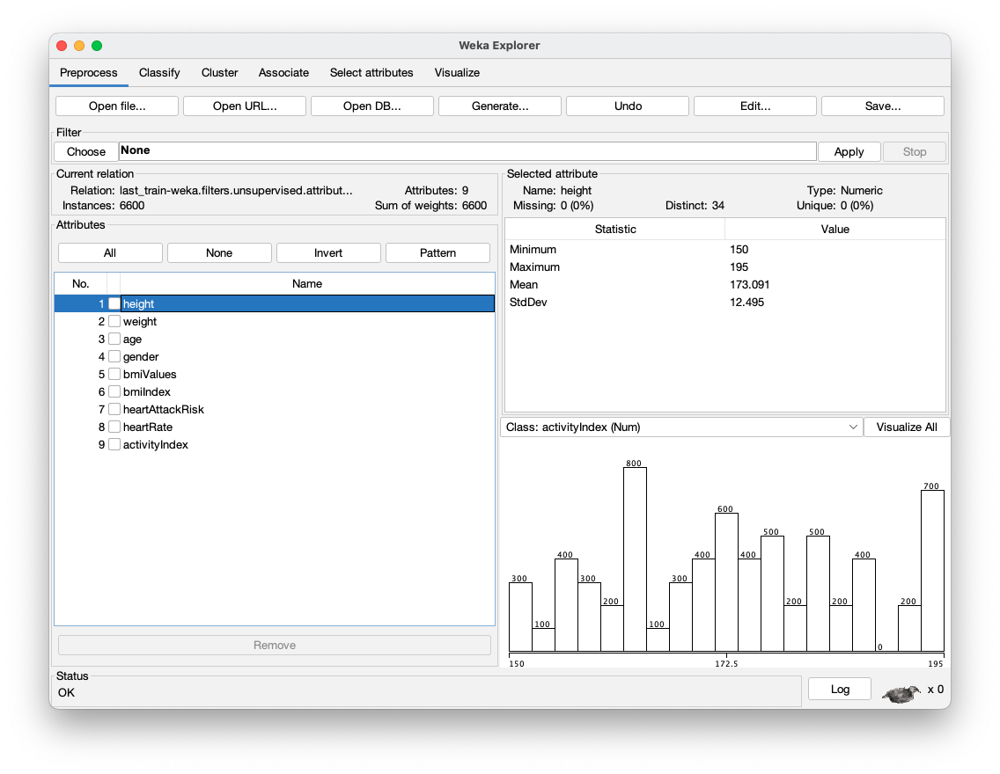 Weka Explorer
Preprocess Classify Cluster Associate Select attributes Visualize
Open file... Open URL... Open DB... Generate... Undo Edit... Save...
Filter
Choose None Apply Stop
Current relation
Relation: last_train-weka.filters.unsupervised.attribut... Attributes: 9
Instances: 6600 Sum of weights: 6600
Attributes
All None Invert Pattern
No. Name
1 height
2 weight
3 age
4 gender
5 bmiValues
6 bmiIndex
7 heartAttackRisk
8 heartRate
9 activityIndex
Remove
Selected attribute
Name: height Type: Numeric
Missing: 0 (0%) Distinct: 34 Unique: 0 (0%)
Statistic Value
Minimum 150
Maximum 195
Mean 173.091
StdDev 12.495
Class: activityIndex (Num) Visualize All
300 100 400 300 200 800 100 300 400 600 400 500 200 500 200 400 0 200 700
150 172.5 195
Status
OK
Log x 0